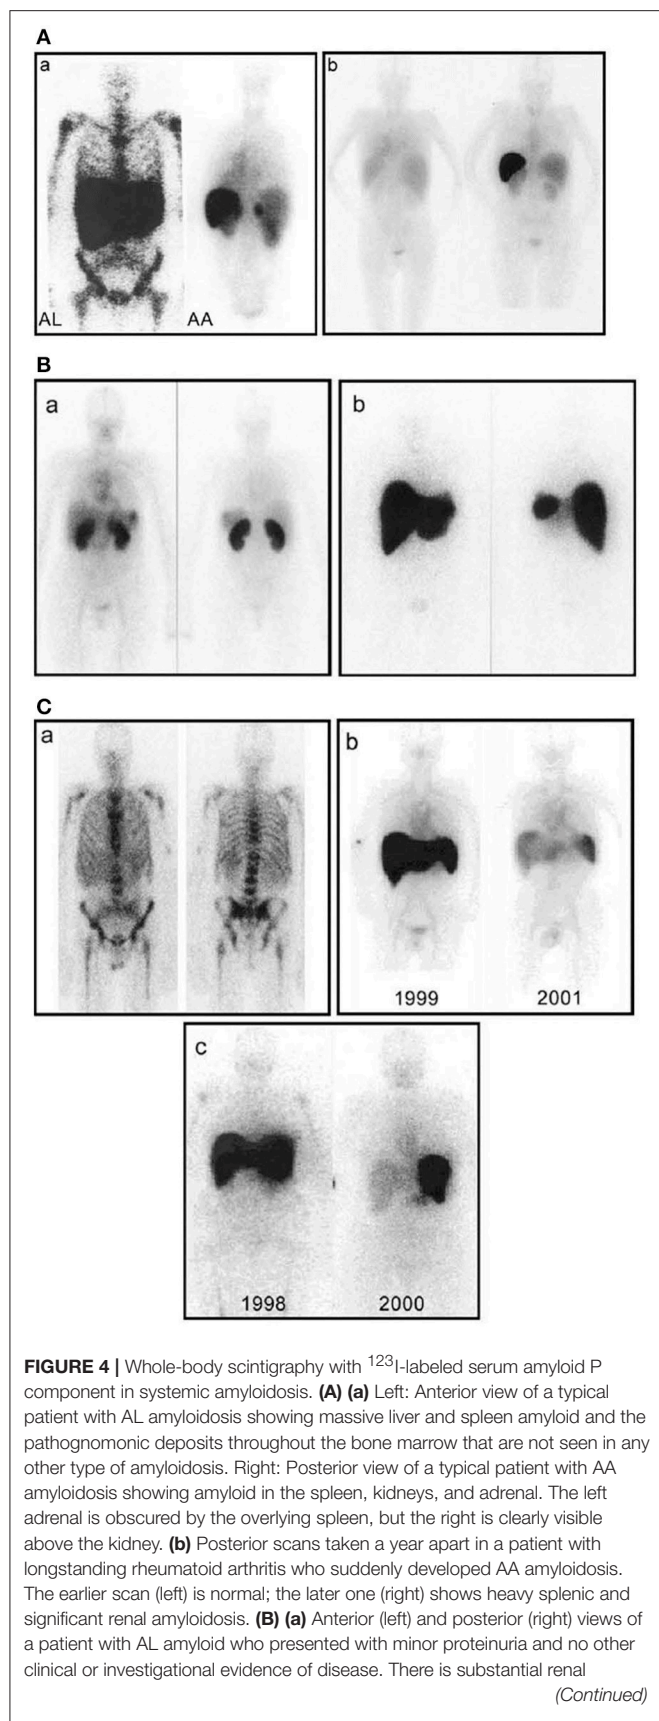 A
a
b
AL
AA
B
a
b
C
a
b
1999
2001
c
1998
2000
FIGURE 4 | Whole-body scintigraphy with ¹²³I-labeled serum amyloid P
component in systemic amyloidosis. (A) (a) Left: Anterior view of a typical
patient with AL amyloidosis showing massive liver and spleen amyloid and the
pathognomonic deposits throughout the bone marrow that are not seen in any
other type of amyloidosis. Right: Posterior view of a typical patient with AA
amyloidosis showing amyloid in the spleen, kidneys, and adrenal. The left
adrenal is obscured by the overlying spleen, but the right is clearly visible
above the kidney. (b) Posterior scans taken a year apart in a patient with
longstanding rheumatoid arthritis who suddenly developed AA amyloidosis.
The earlier scan (left) is normal; the later one (right) shows heavy splenic and
significant renal amyloidosis. (B) (a) Anterior (left) and posterior (right) views of
a patient with AL amyloid who presented with minor proteinuria and no other
clinical or investigational evidence of disease. There is substantial renal
(Continued)